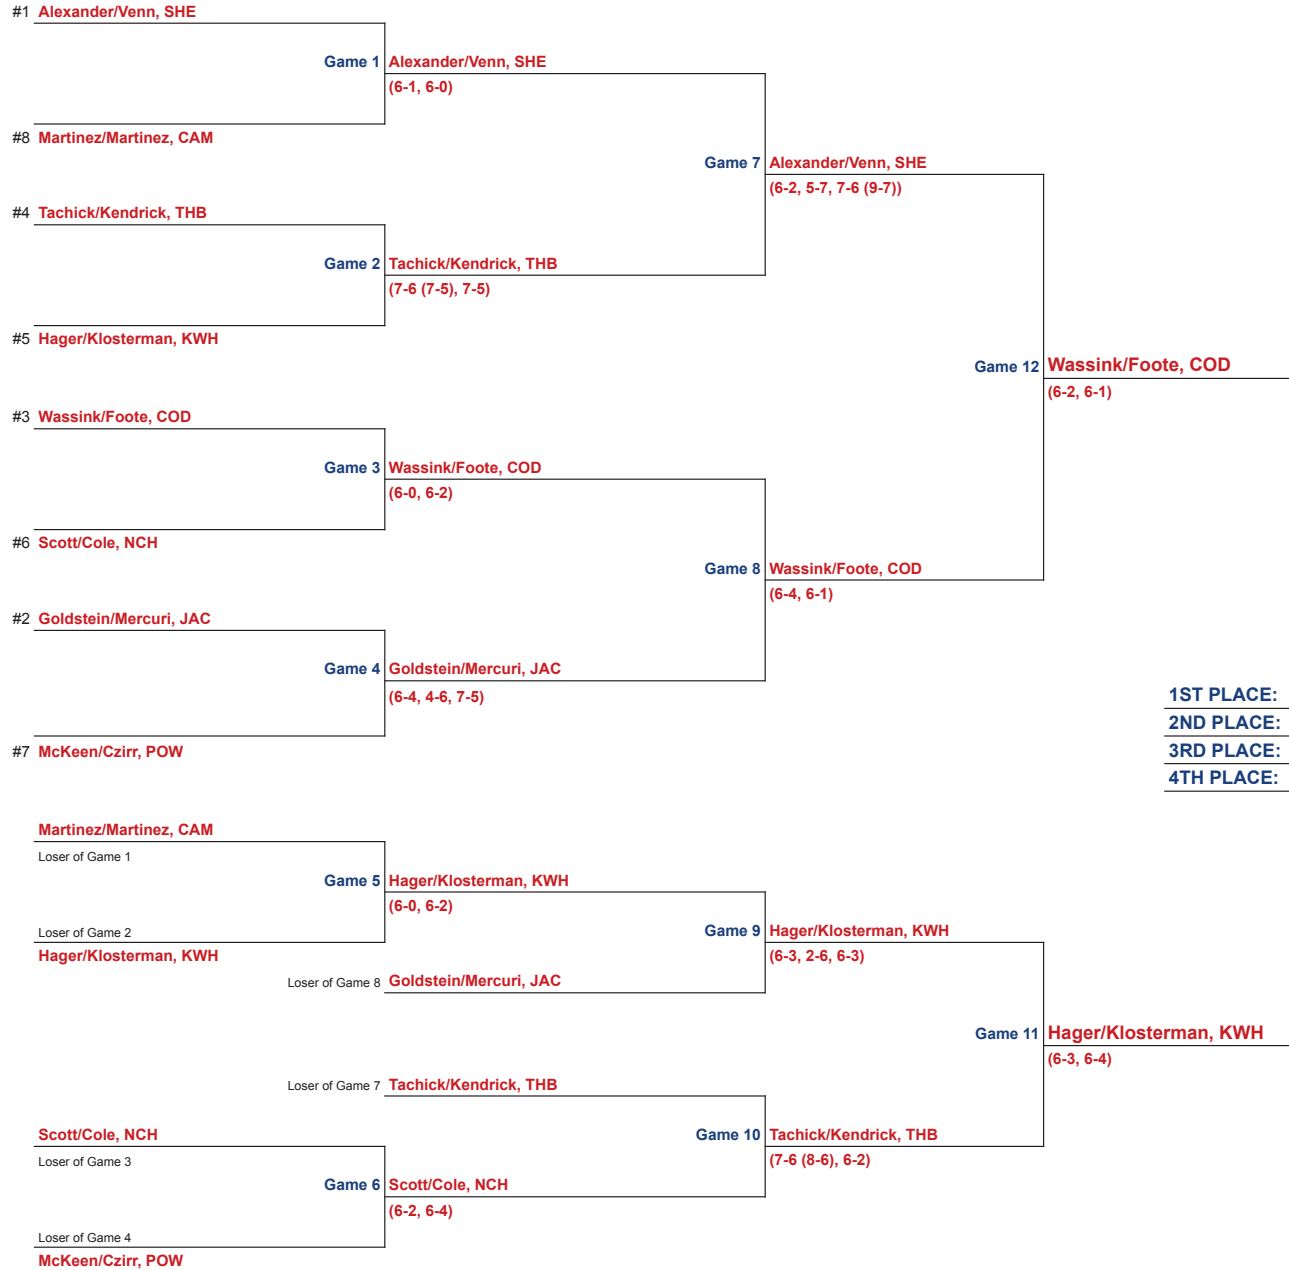 #1 Alexander/Venn, SHE
Game 1 Alexander/Venn, SHE
(6-1, 6-0)
#8 Martinez/Martinez, CAM
Game 7 Alexander/Venn, SHE
(6-2, 5-7, 7-6 (9-7))
#4 Tachick/Kendrick, THB
Game 2 Tachick/Kendrick, THB
(7-6 (7-5), 7-5)
#5 Hager/Klosterman, KWH
Game 12 Wassink/Foote, COD
(6-2, 6-1)
#3 Wassink/Foote, COD
Game 3 Wassink/Foote, COD
(6-0, 6-2)
#6 Scott/Cole, NCH
Game 8 Wassink/Foote, COD
(6-4, 6-1)
#2 Goldstein/Mercuri, JAC
Game 4 Goldstein/Mercuri, JAC
(6-4, 4-6, 7-5)
#7 McKeen/Czirr, POW
1ST PLACE:
2ND PLACE:
3RD PLACE:
4TH PLACE:
Martinez/Martinez, CAM
Loser of Game 1
Game 5 Hager/Klosterman, KWH
(6-0, 6-2)
Loser of Game 2
Hager/Klosterman, KWH
Game 9 Hager/Klosterman, KWH
(6-3, 2-6, 6-3)
Loser of Game 8 Goldstein/Mercuri, JAC
Game 11 Hager/Klosterman, KWH
(6-3, 6-4)
Loser of Game 7 Tachick/Kendrick, THB
Game 10 Tachick/Kendrick, THB
(7-6 (8-6), 6-2)
Scott/Cole, NCH
Loser of Game 3
Game 6 Scott/Cole, NCH
(6-2, 6-4)
Loser of Game 4
McKeen/Czirr, POW